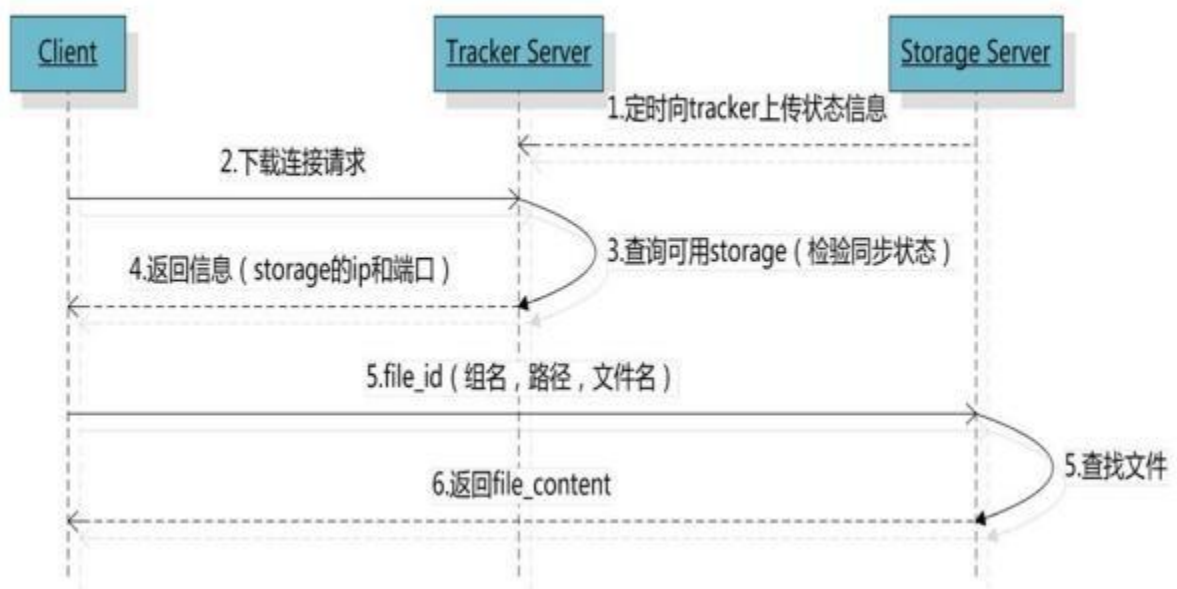 Client
Tracker Server
Storage Server
1.定时向tracker上传状态信息
2.下载连接请求
3.查询可用storage（检验同步状态）
4.返回信息（storage的ip和端口）
5.file_id（组名，路径，文件名）
5.查找文件
6.返回file_content